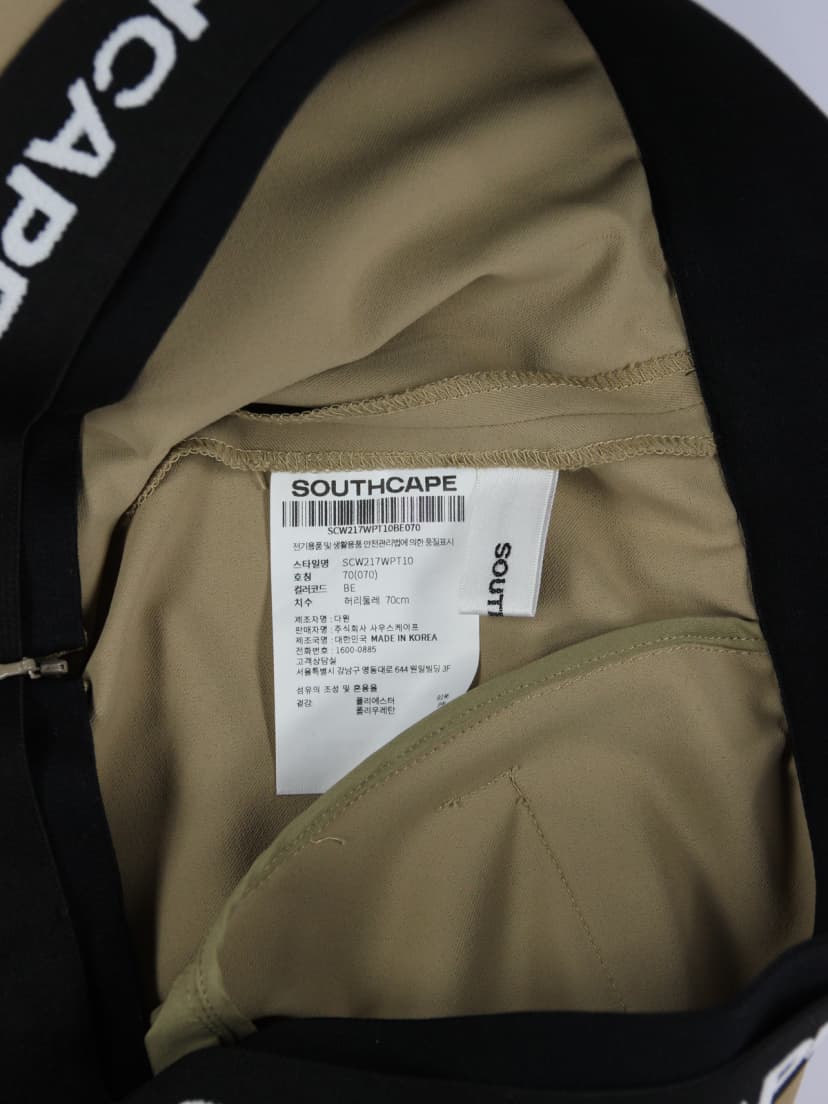 HCAPE
SOUTHCAPE
SCW217WPT10BE070
전기용품 및 생활용품 안전관리법에 의한 품질표시
스타일명 SCW217WPT10
호칭 70(070)
컬러코드 BE
치수 허리둘레 70cm
제조자명 : 다윈
판매자명 : 주식회사 사우스케이프
제조국명 : 대한민국 MADE IN KOREA
전화번호 : 1600-0885
고객상담실
서울특별시 강남구 영동대로 644 원일빌딩 3F
섬유의 조성 및 혼용율
겉감 폴리에스터
폴리우레탄
SOUTH